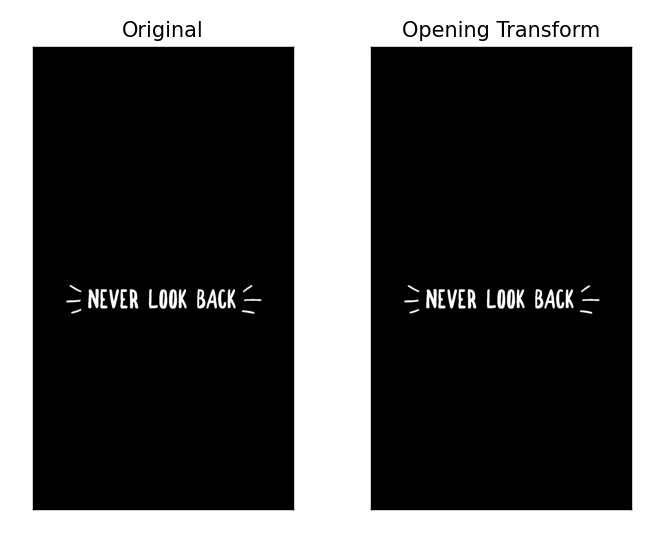 Original
Opening Transform
NEVER LOOK BACK
NEVER LOOK BACK